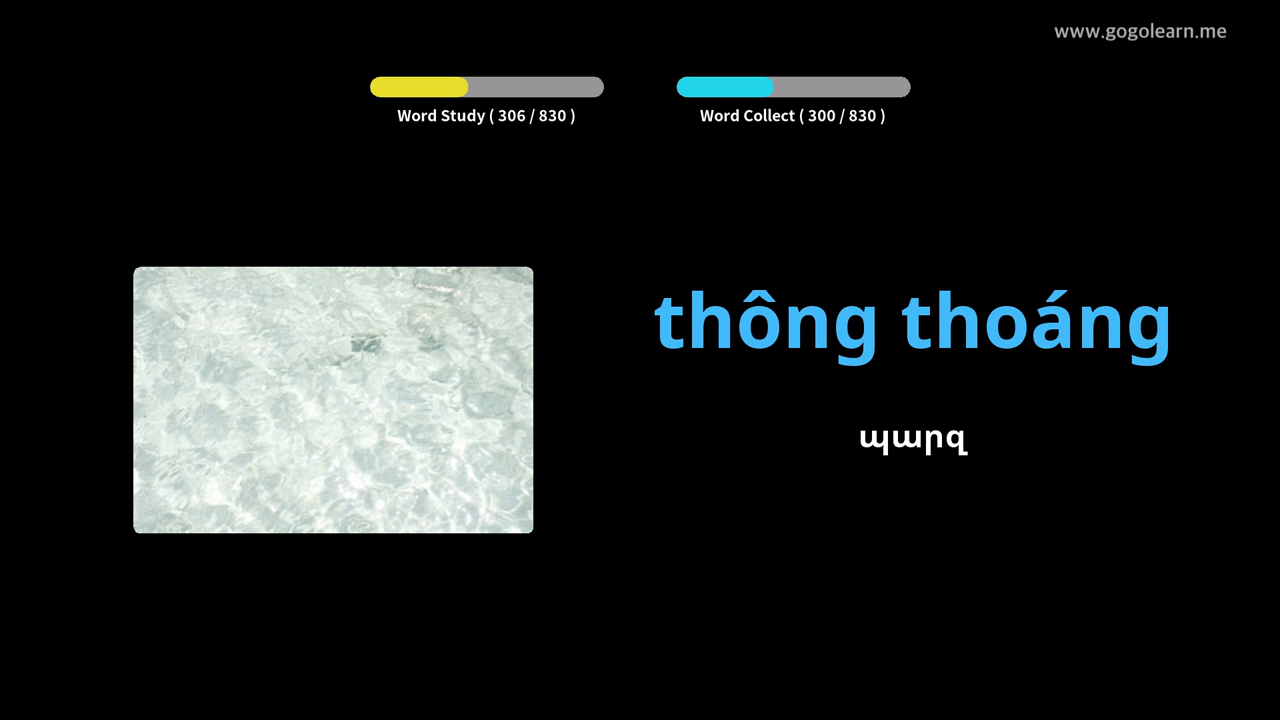 www.gogolearn.me
Word Study ( 306 / 830 )
Word Collect ( 300 / 830 )
thông thoáng
պարզ